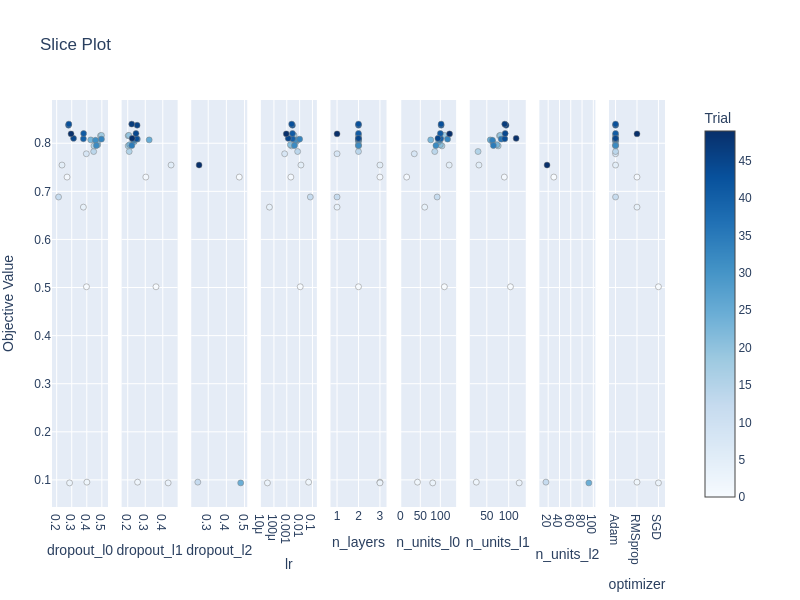 Slice Plot
Objective Value
0.8
0.7
0.6
0.5
0.4
0.3
0.2
0.1
0.2 0.3 0.4 0.5
dropout_l0
0.2 0.3 0.4
dropout_l1
0.3 0.4 0.5
dropout_l2
10μ 100μ 0.001 0.01 0.1
lr
1 2 3
n_layers
0 50 100
n_units_l0
50 100
n_units_l1
20 40 60 80 100
n_units_l2
Adam RMSprop SGD
optimizer
Trial
45
40
35
30
25
20
15
10
5
0